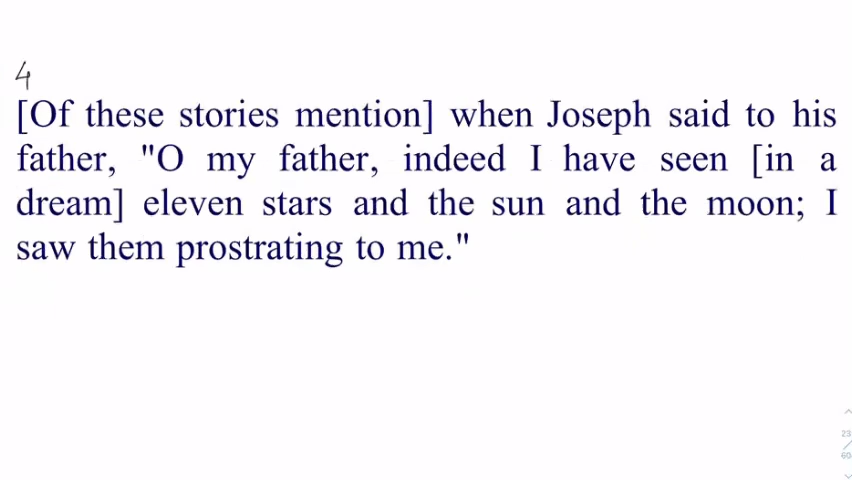 4
[Of these stories mention] when Joseph said to his
father, "O my father, indeed I have seen [in a
dream] eleven stars and the sun and the moon; I
saw them prostrating to me."
23
60